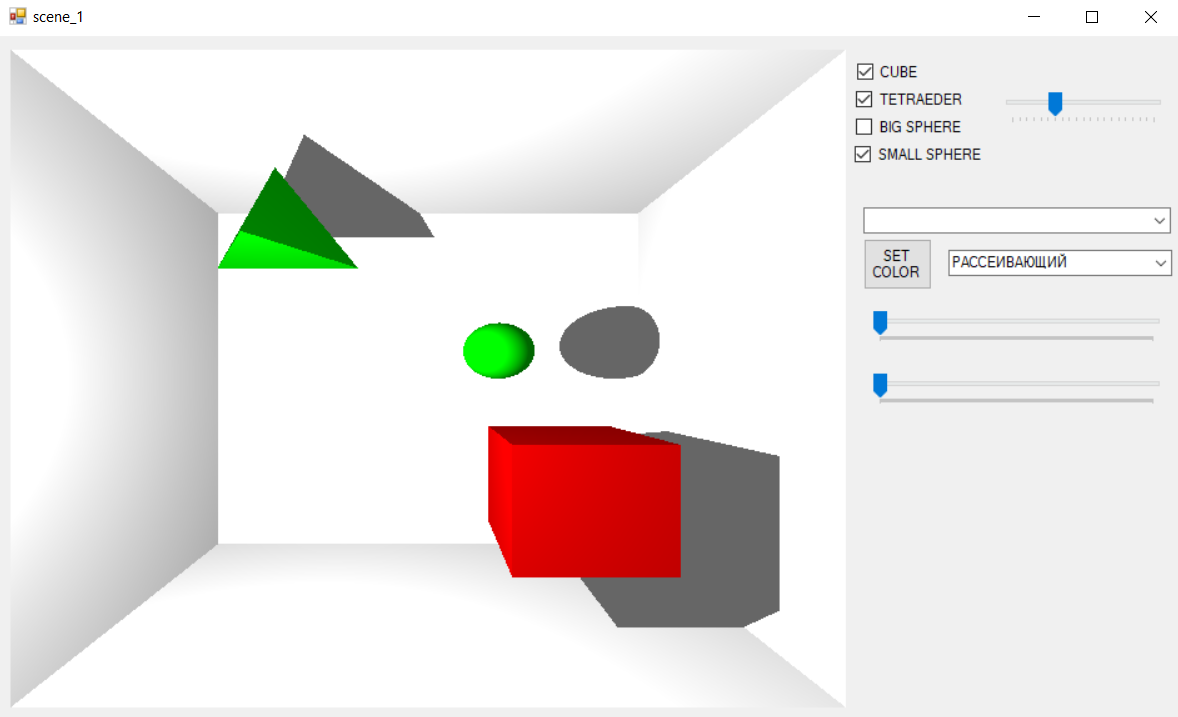 scene_1
CUBE
TETRAEDER
BIG SPHERE
SMALL SPHERE
SET
COLOR
РАССЕИВАЮЩИЙ